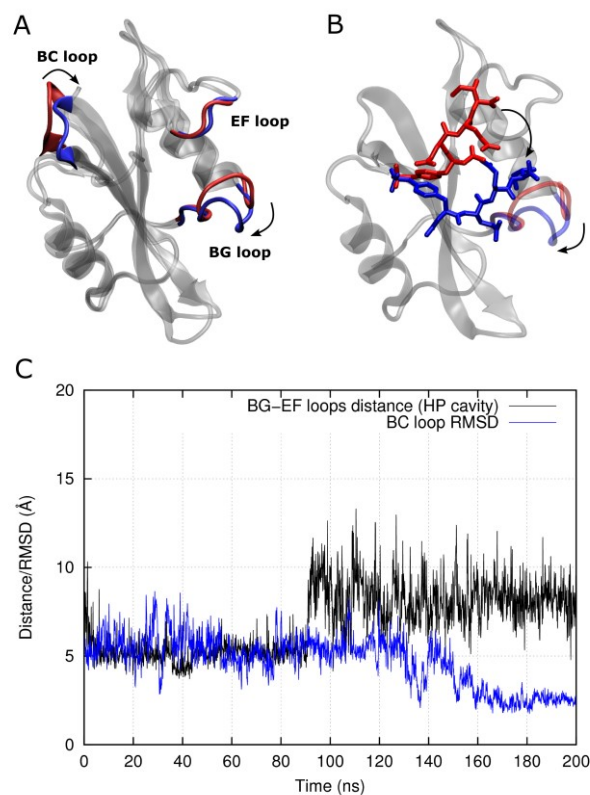 A
BC loop
EF loop
BG loop
B
C
20
15
10
5
0
Distance/RMSD (Å)
BG−EF loops distance (HP cavity)
BC loop RMSD
0 20 40 60 80 100 120 140 160 180 200
Time (ns)